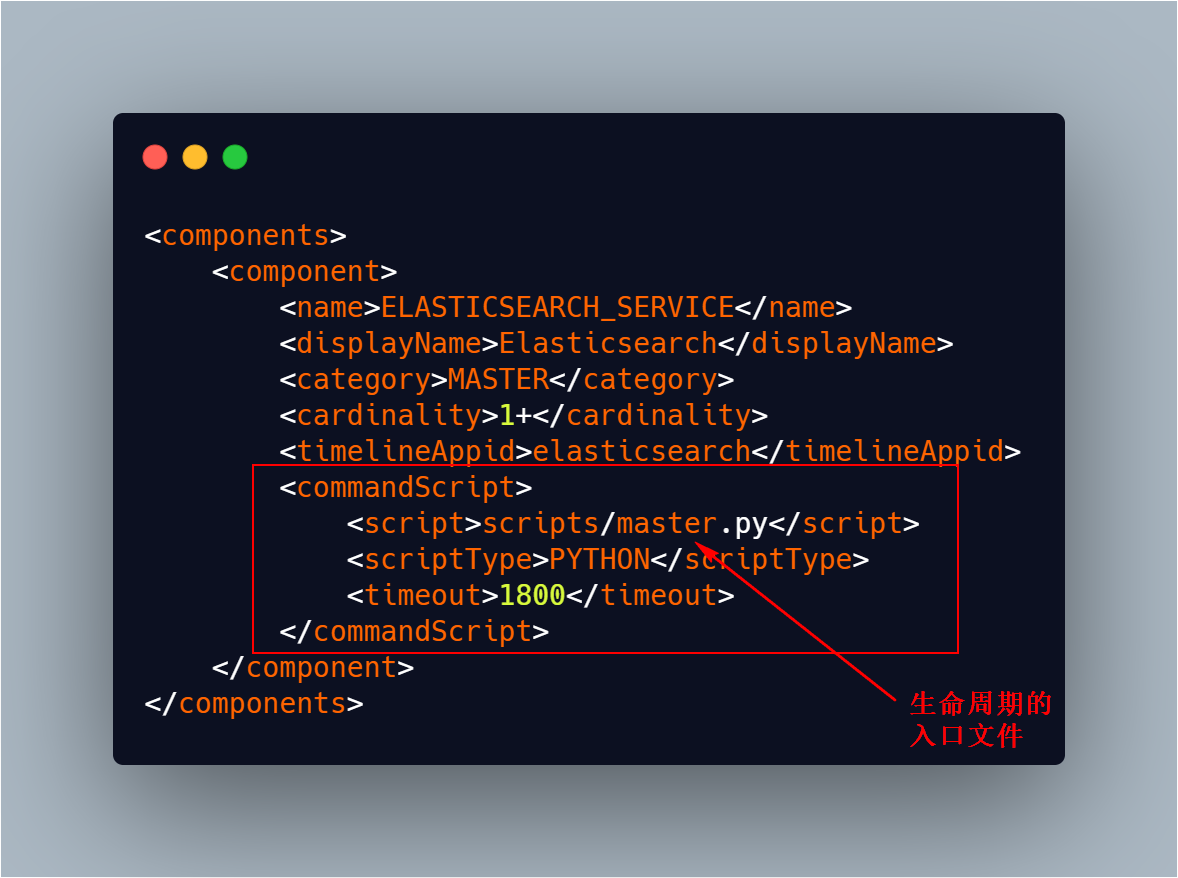 <components>
    <component>
        <name>ELASTICSEARCH_SERVICE</name>
        <displayName>Elasticsearch</displayName>
        <category>MASTER</category>
        <cardinality>1+</cardinality>
        <timelineAppid>elasticsearch</timelineAppid>
        <commandScript>
            <script>scripts/master.py</script>
            <scriptType>PYTHON</scriptType>
            <timeout>1800</timeout>
        </commandScript>
    </component>
</components>
生命周期的
入口文件